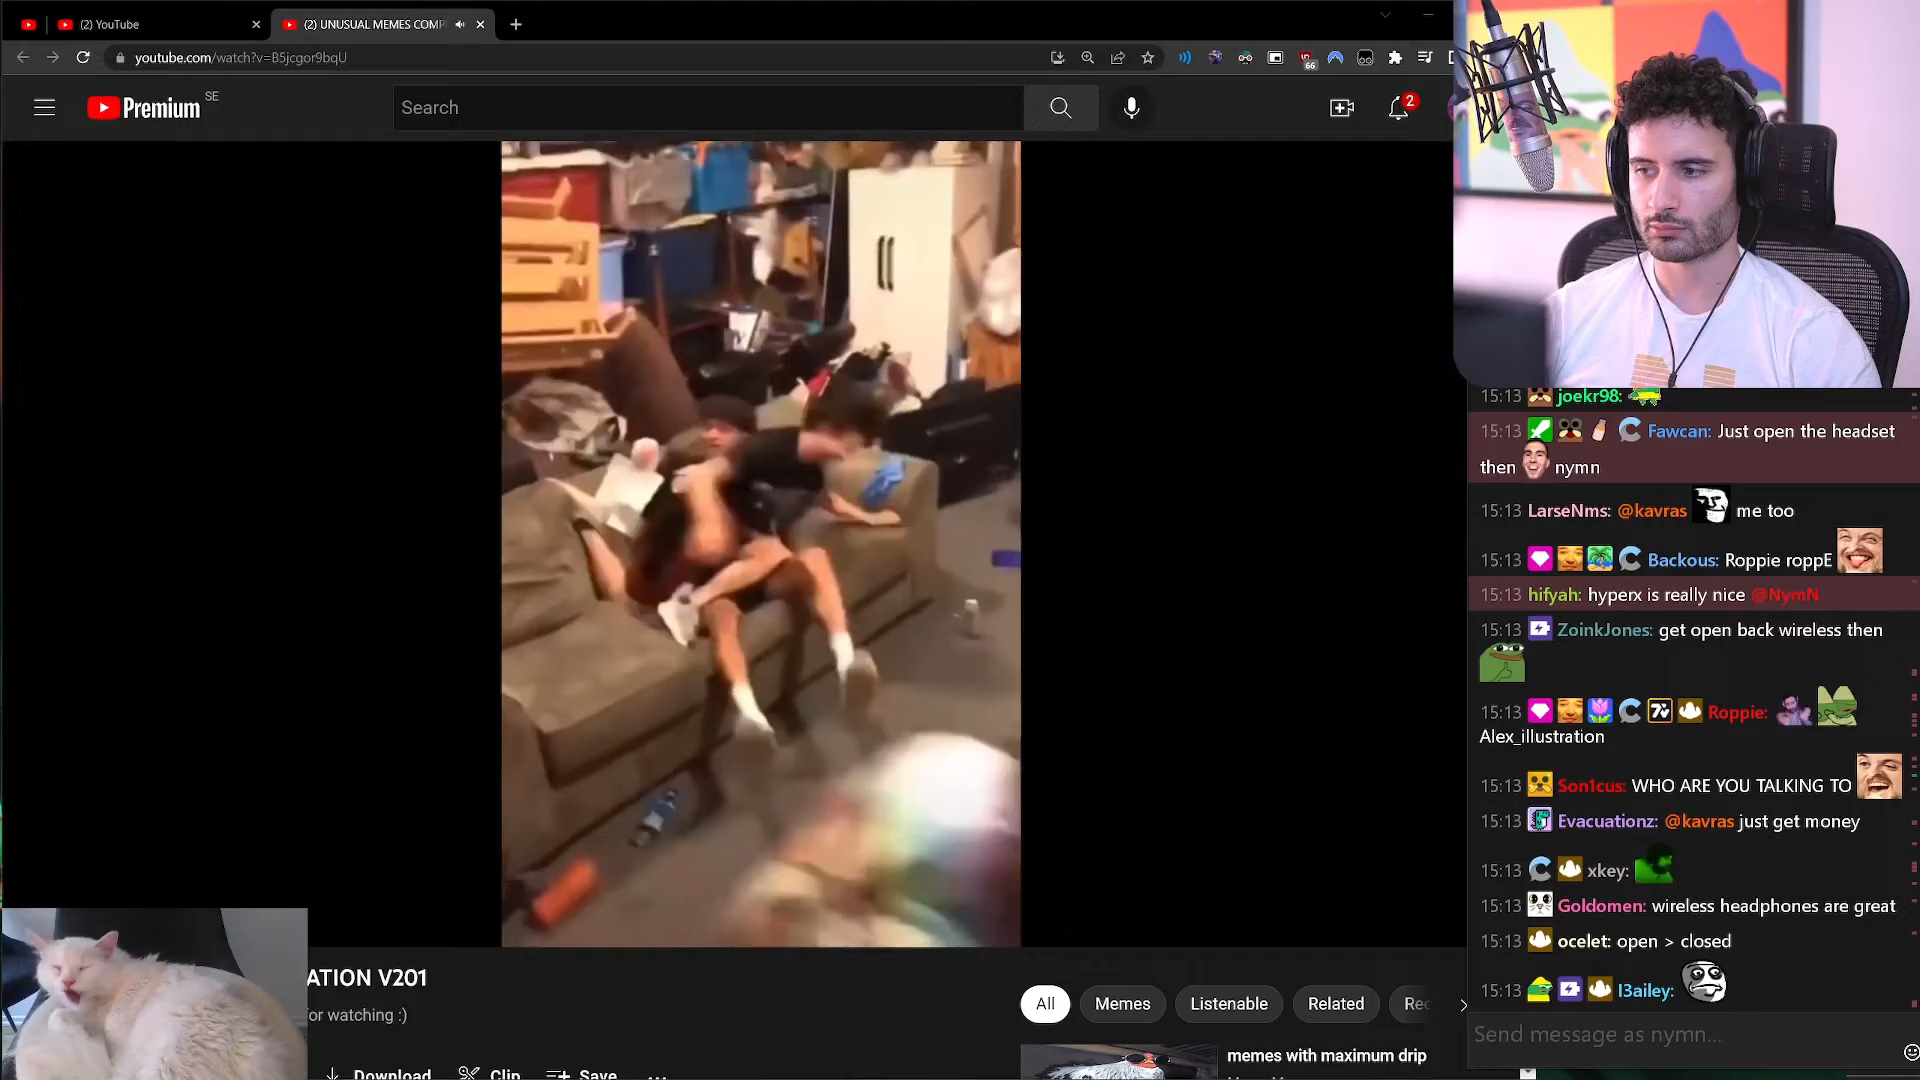 (2) YouTube
(2) UNUSUAL MEMES COMP
youtube.com/watch?v=B5jcgor9bqU
66
Premium SE
Search
2
15:13 joekr98:
15:13 Fawcan: Just open the headset
then nymn
15:13 LarseNms: @kavras me too
15:13 Backous: Roppie roppE
15:13 hifyah: hyperx is really nice @NymN
15:13 ZoinkJones: get open back wireless then
15:13 Roppie:
Alex_illustration
15:13 Son1cus: WHO ARE YOU TALKING TO
15:13 Evacuationz: @kavras just get money
15:13 xkey:
15:13 Goldomen: wireless headphones are great
15:13 ocelet: open > closed
15:13 l3ailey:
Send message as nymn...
ATION V201
or watching :)
All
Memes
Listenable
Related
Rec
memes with maximum drip
Download
Clip
Save